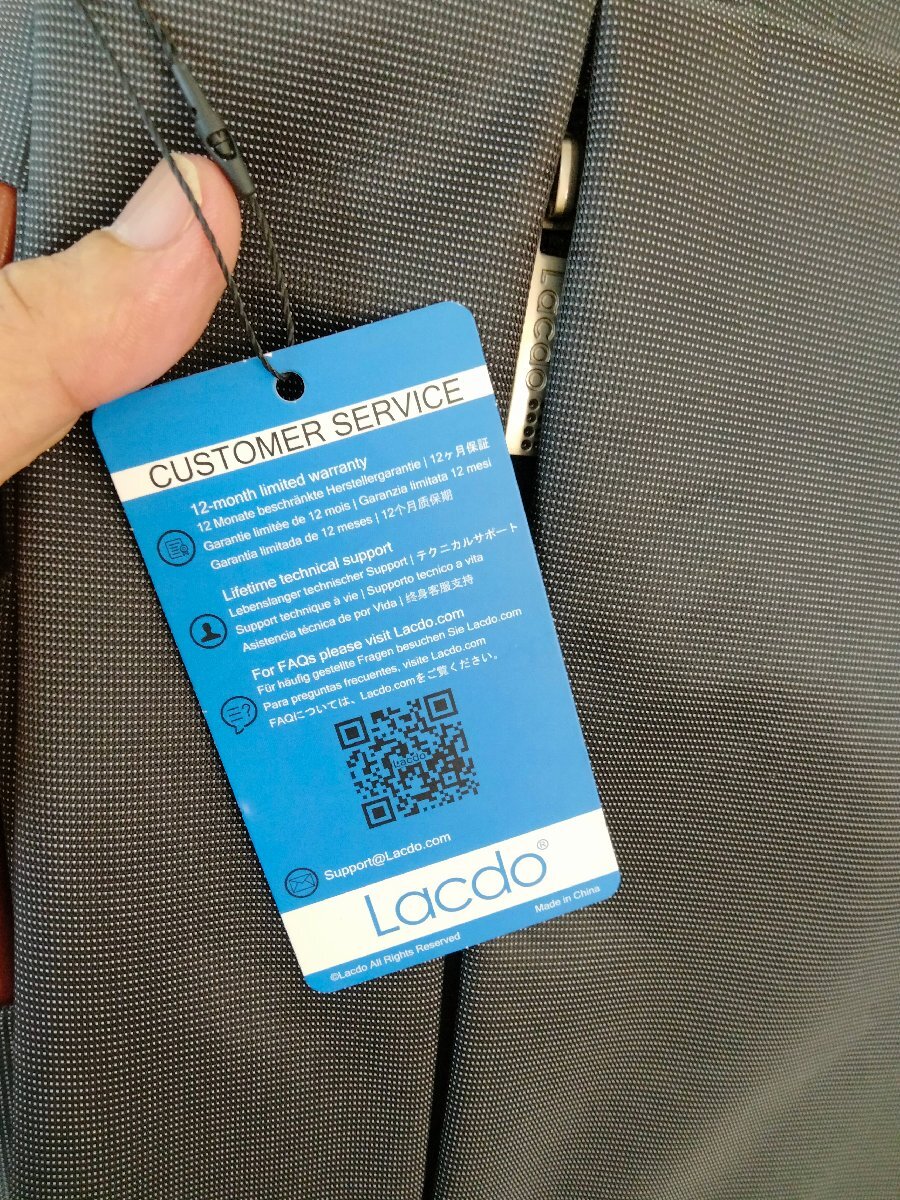 CUSTOMER SERVICE
12-month limited warranty
12 Monate beschränkte Herstellergarantie | 12ヶ月保証
Garantie limitée de 12 mois | Garanzia limitata 12 mesi
Garantia limitada de 12 meses | 12个月质保期
Lifetime technical support
Lebenslanger technischer Support | テクニカルサポート
Support technique à vie | Supporto tecnico a vita
Asistencia técnica de por Vida | 终身客服支持
For FAQs please visit Lacdo.com
Für häufig gestellte Fragen besuchen Sie Lacdo.com
Para preguntas frecuentes, visite Lacdo.com
FAQについては、Lacdo.comをご覧ください。
Lacdo
Support@Lacdo.com
Lacdo®
©Lacdo All Rights Reserved
Made in China
Lacdo